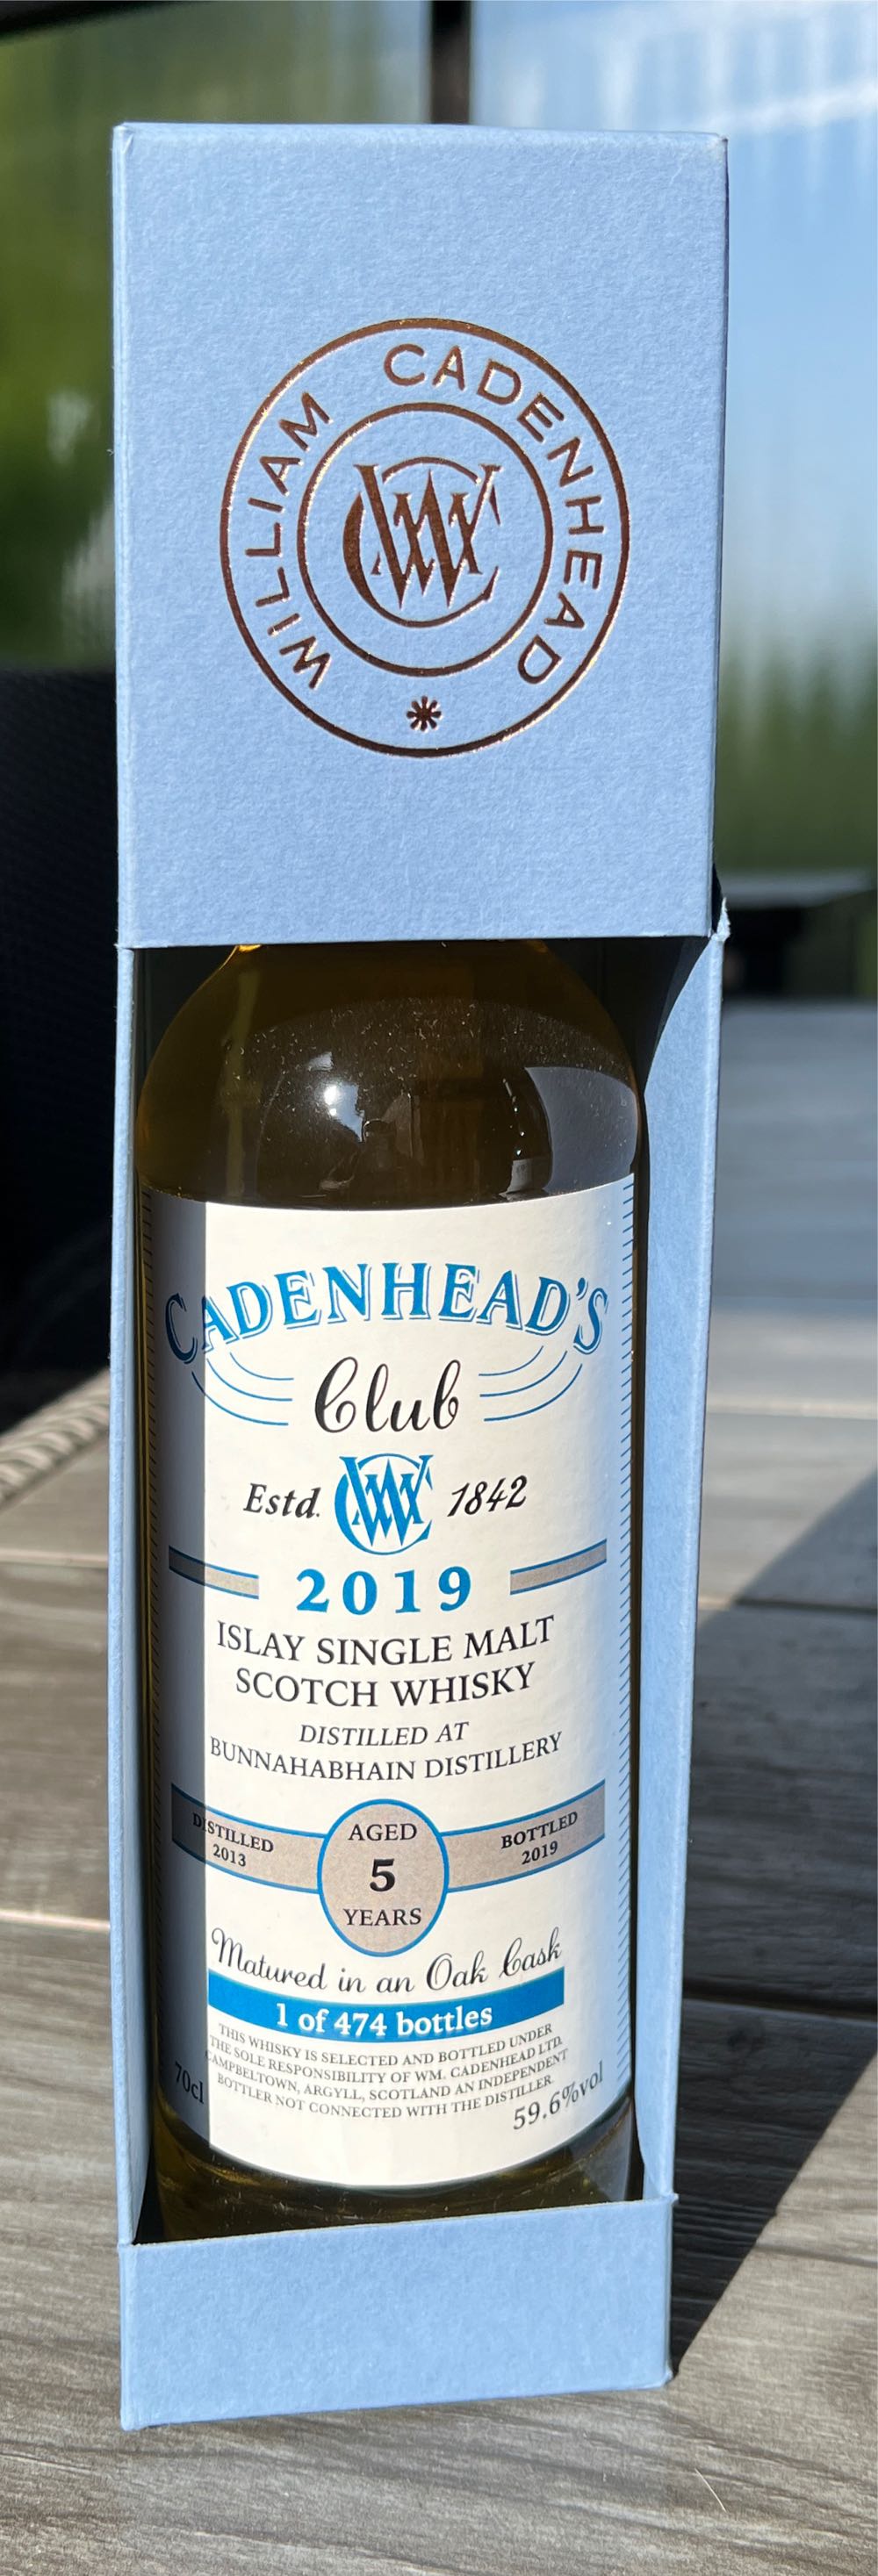 WILLIAM CADENHEAD
WC
CADENHEAD'S
Club
Estd. WC 1842
2019
ISLAY SINGLE MALT
SCOTCH WHISKY
DISTILLED AT
BUNNAHABHAIN DISTILLERY
DISTILLED
2013
AGED
5
YEARS
BOTTLED
2019
Matured in an Oak Cask
1 of 474 bottles
THIS WHISKY IS SELECTED AND BOTTLED UNDER
THE SOLE RESPONSIBILITY OF WM. CADENHEAD LTD.
CAMPBELTOWN, ARGYLL, SCOTLAND AN INDEPENDENT
BOTTLER NOT CONNECTED WITH THE DISTILLER.
70cl
59.6%vol